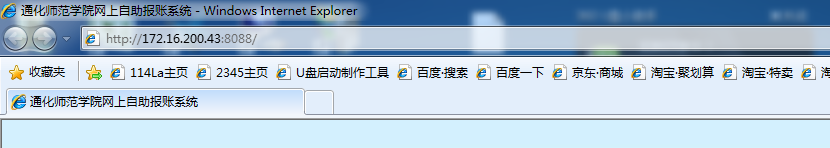 通化师范学院网上自助报账系统 - Windows Internet Explorer
http://172.16.200.43:8088/
收藏夹 114La主页 2345主页 U盘启动制作工具 百度·搜索 百度一下 京东·商城 淘宝·聚划算 淘宝·特卖
通化师范学院网上自助报账系统